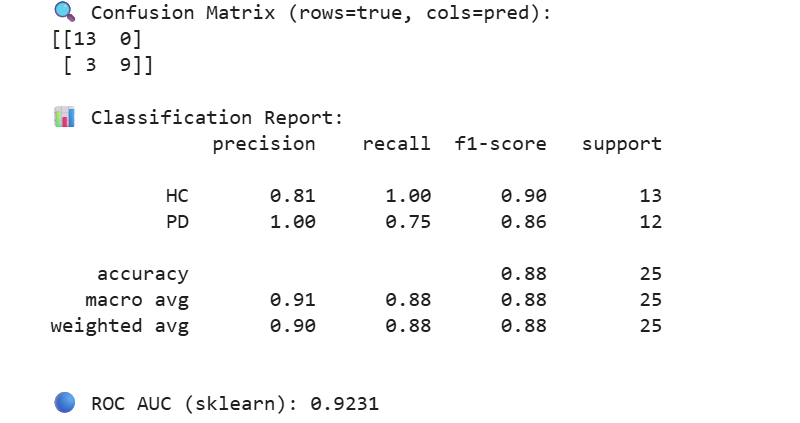 🔍 Confusion Matrix (rows=true, cols=pred):
[[13  0]
 [ 3  9]]
📊 Classification Report:
              precision    recall  f1-score   support
          HC       0.81      1.00      0.90        13
          PD       1.00      0.75      0.86        12
    accuracy                           0.88        25
   macro avg       0.91      0.88      0.88        25
weighted avg       0.90      0.88      0.88        25
🔵 ROC AUC (sklearn): 0.9231